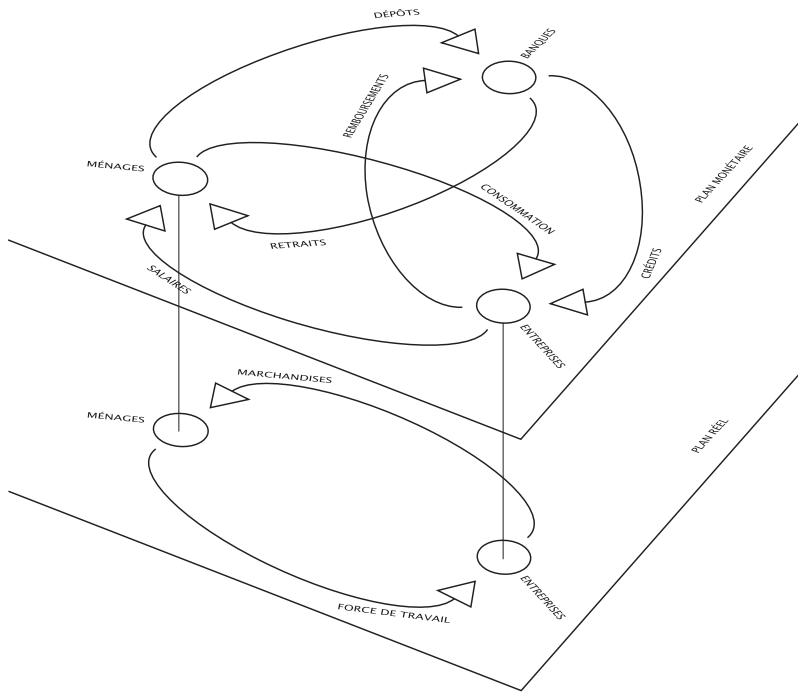 DÉPÔTS
BANQUES
REMBOURSEMENTS
MÉNAGES
PLAN MONÉTAIRE
CONSOMMATION
RETRAITS
CRÉDITS
SALAIRES
ENTREPRISES
MARCHANDISES
MÉNAGES
PLAN RÉEL
ENTREPRISES
FORCE DE TRAVAIL